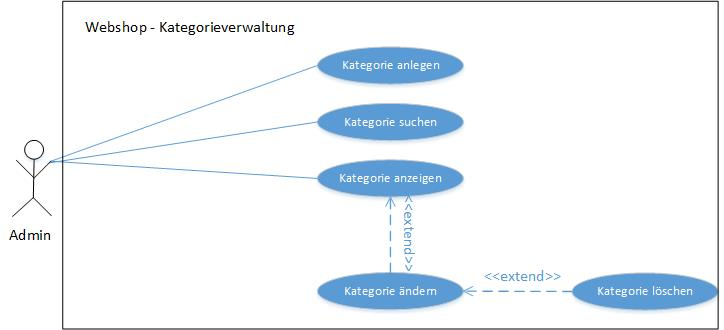 Webshop - Kategorieverwaltung
Kategorie anlegen
Kategorie suchen
Kategorie anzeigen
Admin
<<extend>>
<<extend>>
Kategorie ändern
Kategorie löschen